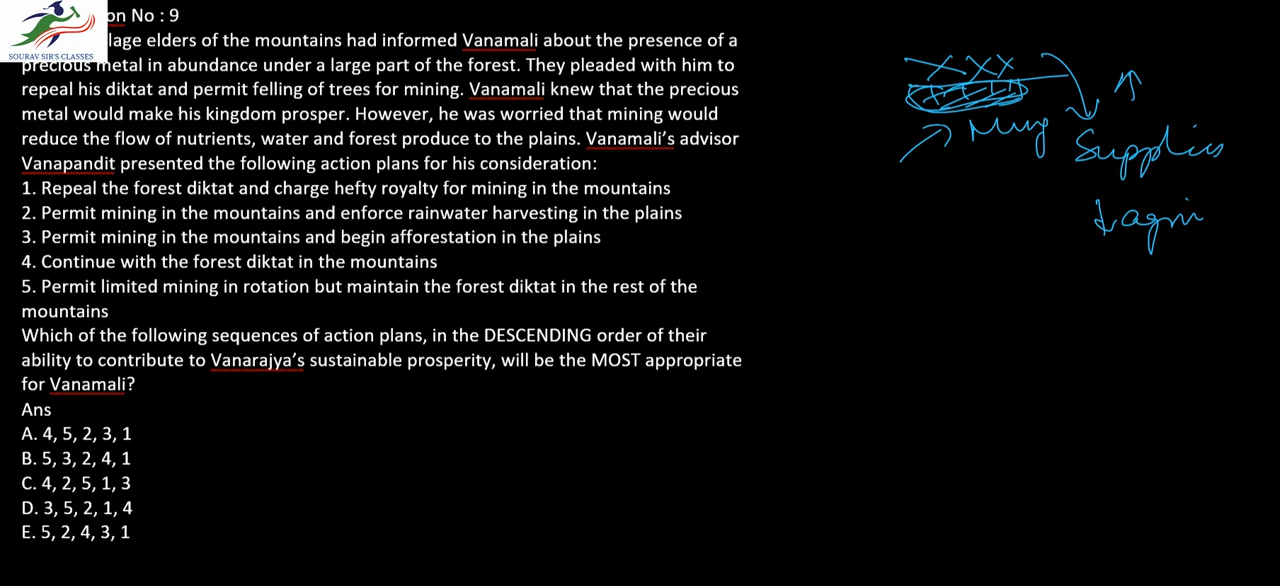 on No : 9
lage elders of the mountains had informed Vanamali about the presence of a
SOURAV SIR'S CLASSES
precious metal in abundance under a large part of the forest. They pleaded with him to
repeal his diktat and permit felling of trees for mining. Vanamali knew that the precious
metal would make his kingdom prosper. However, he was worried that mining would
reduce the flow of nutrients, water and forest produce to the plains. Vanamali's advisor
Vanapandit presented the following action plans for his consideration:
1. Repeal the forest diktat and charge hefty royalty for mining in the mountains
2. Permit mining in the mountains and enforce rainwater harvesting in the plains
3. Permit mining in the mountains and begin afforestation in the plains
4. Continue with the forest diktat in the mountains
5. Permit limited mining in rotation but maintain the forest diktat in the rest of the
mountains
Which of the following sequences of action plans, in the DESCENDING order of their
ability to contribute to Vanarajya's sustainable prosperity, will be the MOST appropriate
for Vanamali?
Ans
A. 4, 5, 2, 3, 1
B. 5, 3, 2, 4, 1
C. 4, 2, 5, 1, 3
D. 3, 5, 2, 1, 4
E. 5, 2, 4, 3, 1
Supplies